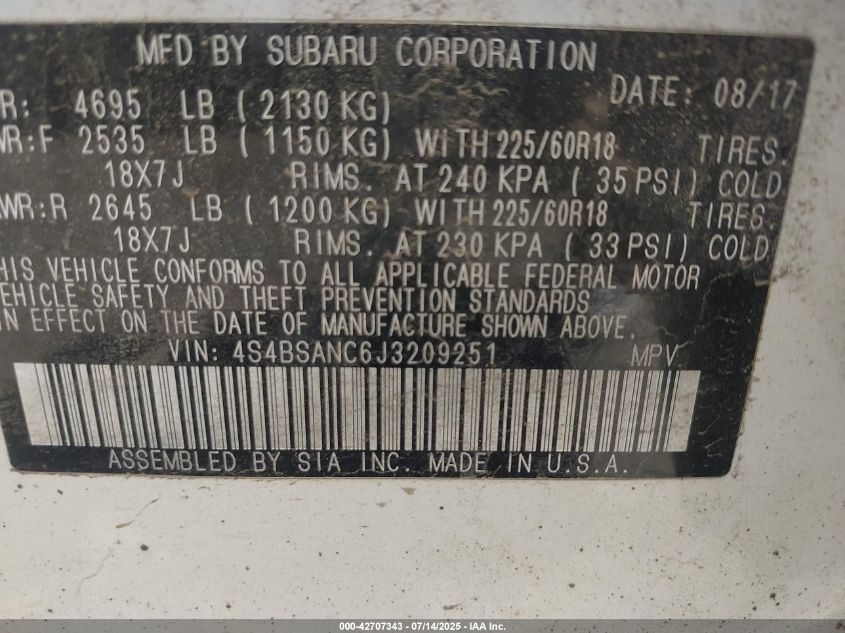 MFD BY SUBARU CORPORATION
DATE: 08/17
R: 4695 LB ( 2130 KG)
WR:F 2535 LB ( 1150 KG) WITH 225/60R18 TIRES.
18X7J RIMS. AT 240 KPA ( 35 PSI) COLD
WR:R 2645 LB ( 1200 KG) WITH 225/60R18 TIRES.
18X7J RIMS. AT 230 KPA ( 33 PSI) COLD
HIS VEHICLE CONFORMS TO ALL APPLICABLE FEDERAL MOTOR
EHICLE SAFETY AND THEFT PREVENTION STANDARDS
IN EFFECT ON THE DATE OF MANUFACTURE SHOWN ABOVE.
VIN: 4S4BSANC6J3209251 MPV
ASSEMBLED BY SIA INC. MADE IN U.S.A.
000-42707343 - 07/14/2025 - IAA Inc.